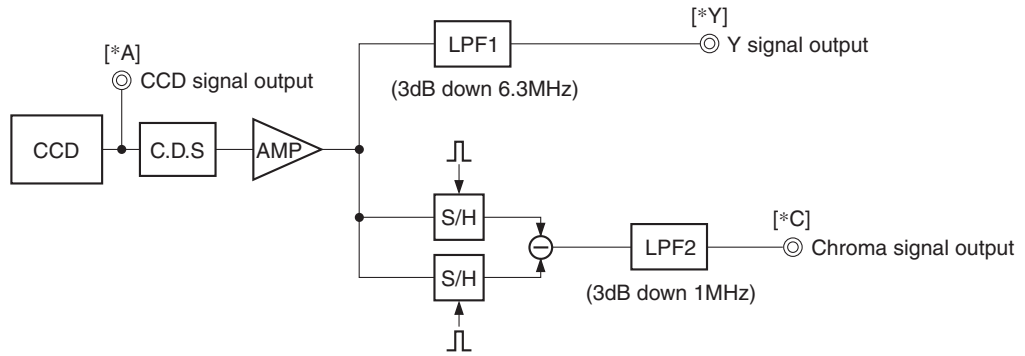 [*A]
CCD signal output
CCD
C.D.S
AMP
LPF1
(3dB down 6.3MHz)
[*Y]
Y signal output
S/H
S/H
LPF2
(3dB down 1MHz)
[*C]
Chroma signal output